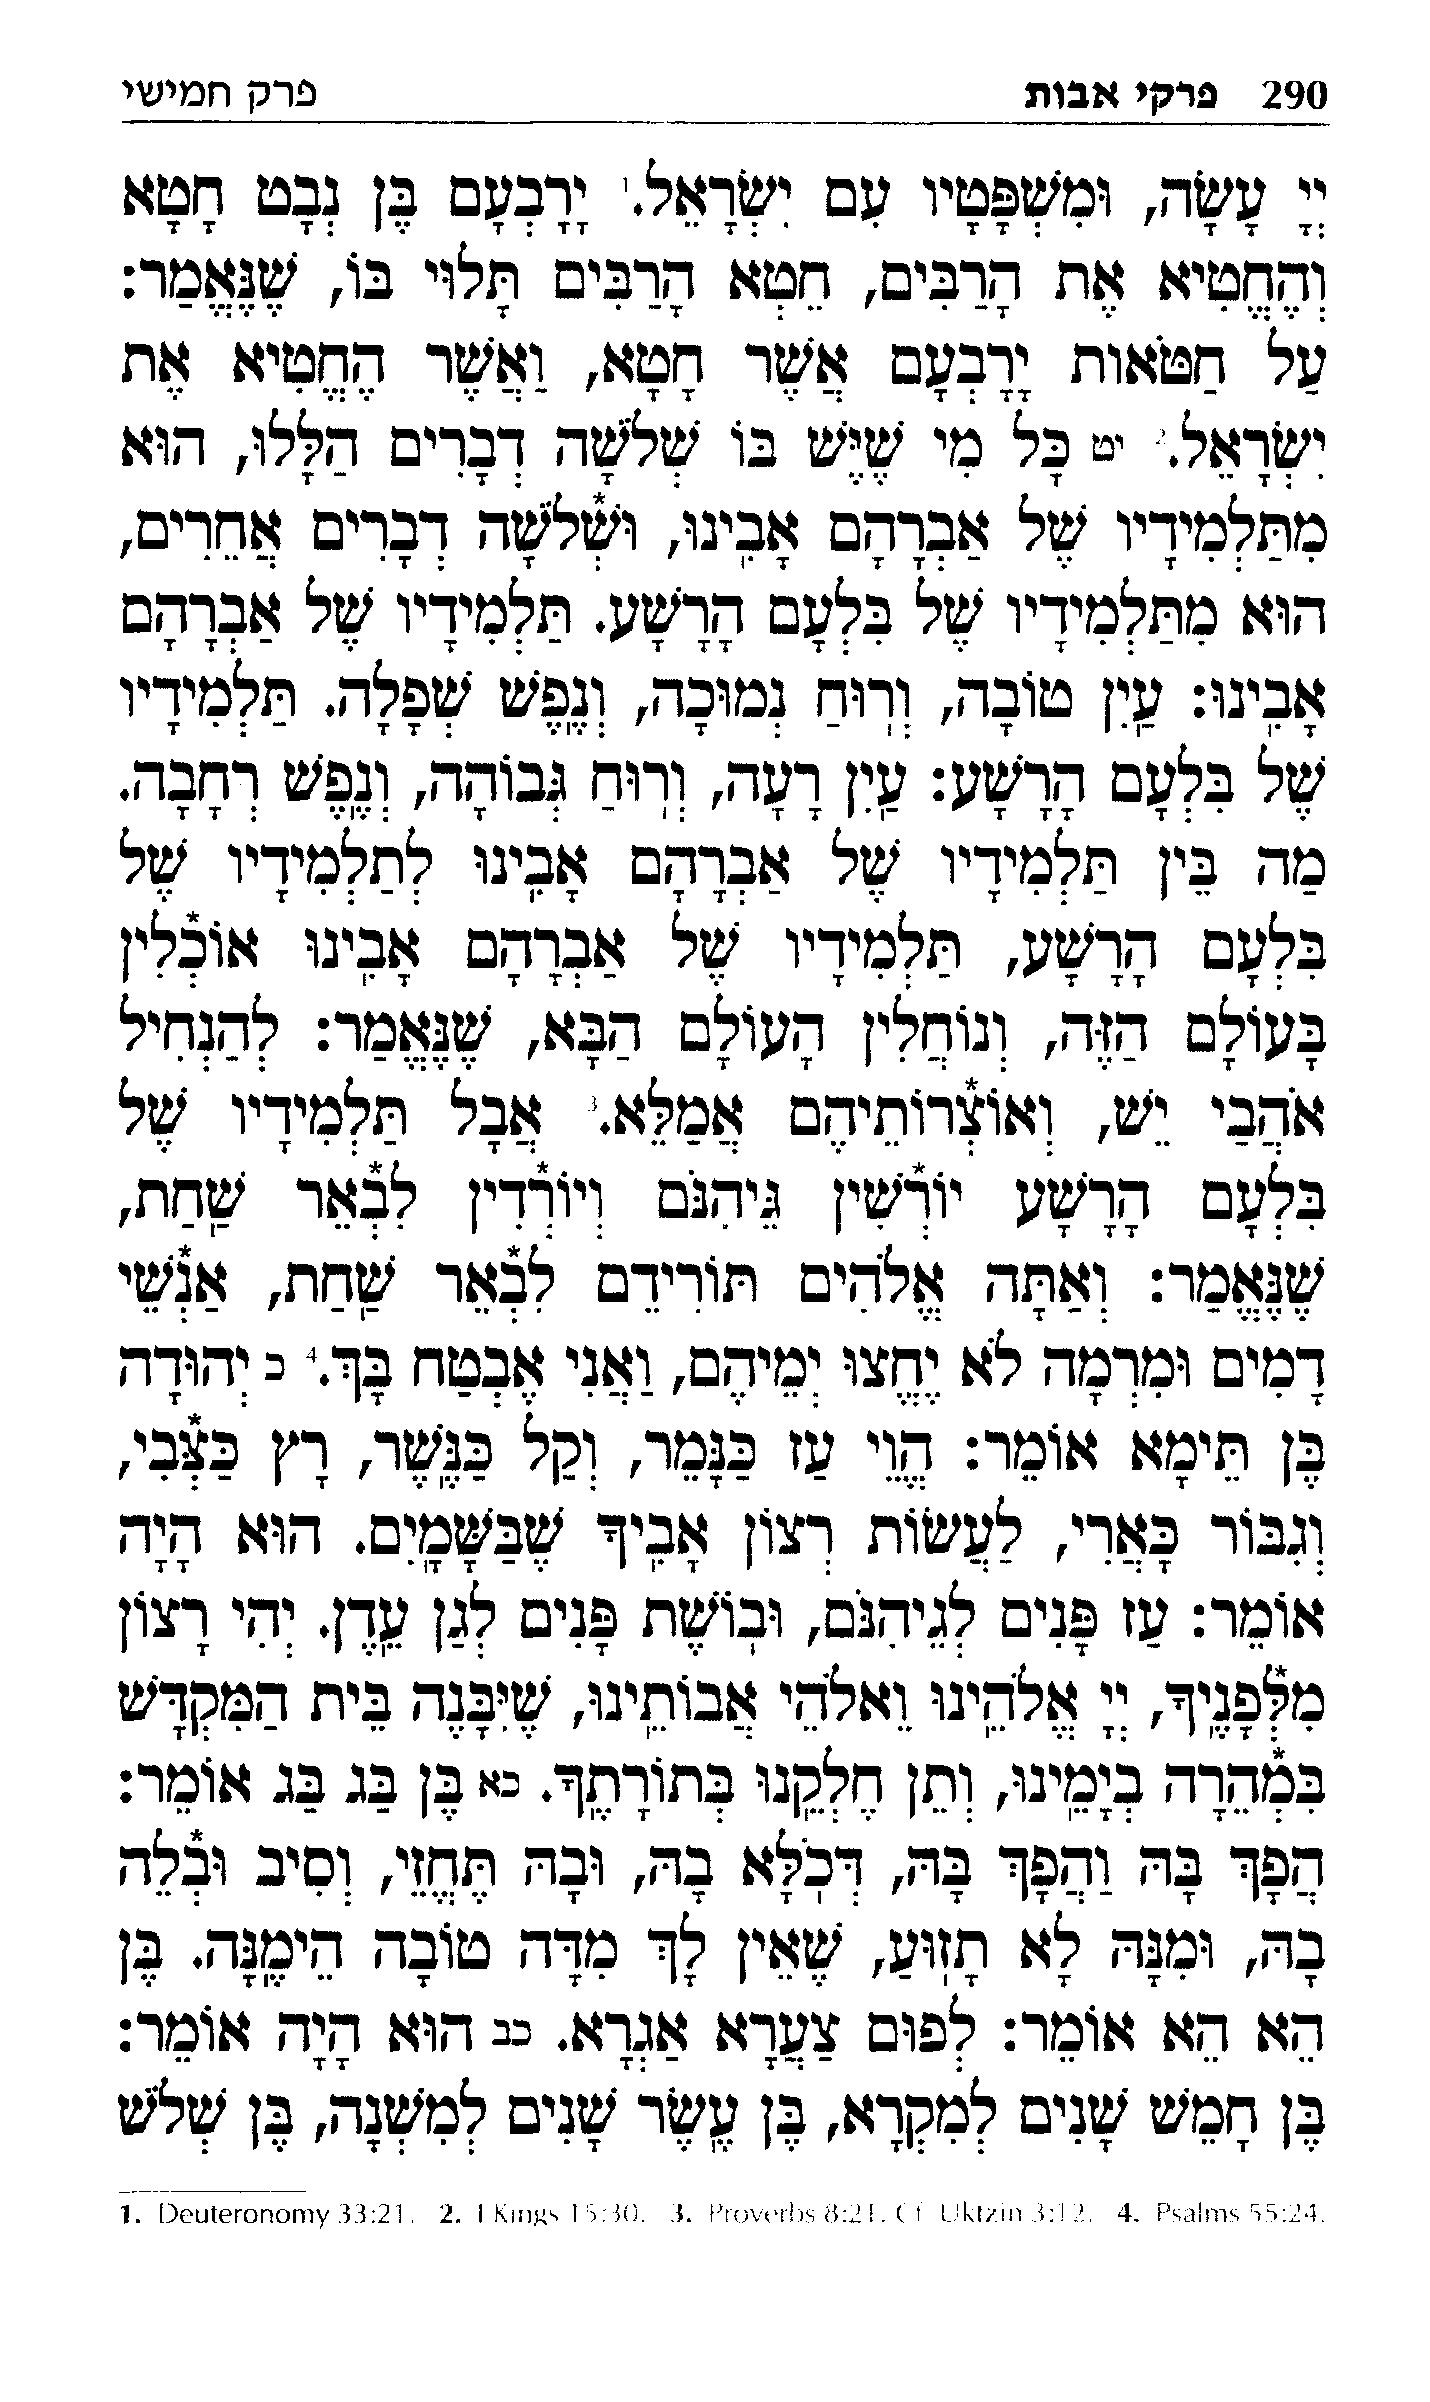 290 פרקי אבות פרק חמישי
יְיָ עָשָׂה, וּמִשְׁפָּטָיו עִם יִשְׂרָאֵל.¹ יָרָבְעָם בֶּן נְבָט חָטָא
וְהֶחֱטִיא אֶת הָרַבִּים, חֵטְא הָרַבִּים תָּלוּי בּוֹ, שֶׁנֶּאֱמַר:
עַל חַטֹּאות יָרָבְעָם אֲשֶׁר חָטָא, וַאֲשֶׁר הֶחֱטִיא אֶת
יִשְׂרָאֵל.² יט כָּל מִי שֶׁיֶּשׁ בּוֹ שְׁלֹשָׁה דְבָרִים הַלָּלוּ, הוּא
מִתַּלְמִידָיו שֶׁל אַבְרָהָם אָבִינוּ, וּשְׁ*לֹשָׁה דְבָרִים אֲחֵרִים,
הוּא מִתַּלְמִידָיו שֶׁל בִּלְעָם הָרָשָׁע. תַּלְמִידָיו שֶׁל אַבְרָהָם
אָבִינוּ: עַיִן טוֹבָה, וְרוּחַ נְמוּכָה, וְנֶפֶשׁ שְׁפָלָה. תַּלְמִידָיו
שֶׁל בִּלְעָם הָרָשָׁע: עַיִן רָעָה, וְרוּחַ גְּבוֹהָה, וְנֶפֶשׁ רְחָבָה.
מַה בֵּין תַּלְמִידָיו שֶׁל אַבְרָהָם אָבִינוּ לְתַלְמִידָיו שֶׁל
בִּלְעָם הָרָשָׁע, תַּלְמִידָיו שֶׁל אַבְרָהָם אָבִינוּ אוֹכְ*לִין
בָּעוֹלָם הַזֶּה, וְנוֹחֲלִין הָעוֹלָם הַבָּא, שֶׁנֶּאֱמַר: לְהַנְחִיל
אֹהֲבַי יֵשׁ, וְאוֹצְ*רוֹתֵיהֶם אֲמַלֵּא.³ אֲבָל תַּלְמִידָיו שֶׁל
בִּלְעָם הָרָשָׁע יוֹרְ*שִׁין גֵּיהִנֹּם וְיוֹרְ*דִין לִבְ*אֵר שַׁחַת,
שֶׁנֶּאֱמַר: וְאַתָּה אֱלֹהִים תּוֹרִידֵם לִבְ*אֵר שַׁחַת, אַנְ*שֵׁי
דָמִים וּמִרְמָה לֹא יֶחֱצוּ יְמֵיהֶם, וַאֲנִי אֶבְטַח בָּךְ.⁴ כ יְהוּדָה
בֶּן תֵּימָא אוֹמֵר: הֱוֵי עַז כַּנָּמֵר, וְקַל כַּנֶּשֶׁר, רָץ כַּצְּ*בִי,
וְגִבּוֹר כָּאֲרִי, לַעֲשׂוֹת רְצוֹן אָבִיךָ שֶׁבַּשָּׁמָיִם. הוּא הָיָה
אוֹמֵר: עַז פָּנִים לְגֵיהִנֹּם, וּבוֹשֶׁת פָּנִים לְגַן עֵדֶן. יְהִי רָצוֹן
מִלְּ*פָנֶיךָ, יְיָ אֱלֹהֵינוּ וֵאלֹהֵי אֲבוֹתֵינוּ, שֶׁיִּבָּנֶה בֵּית הַמִּקְדָּשׁ
בִּמְ*הֵרָה בְיָמֵינוּ, וְתֵן חֶלְקֵנוּ בְּתוֹרָתֶךָ. כא בֶּן בַּג בַּג אוֹמֵר:
הֲפָךְ בָּהּ וַהֲפָךְ בָּהּ, דְּכֹלָּא בָהּ, וּבָהּ תֶּחֱזֵי, וְסִיב וּבְ*לֵה
בָהּ, וּמִנָּהּ לָא תָזוּעַ, שֶׁאֵין לָךְ מִדָּה טוֹבָה הֵימֶנָּה. בֶּן
הֵא הֵא אוֹמֵר: לְפוּם צַעֲרָא אַגְרָא. כב הוּא הָיָה אוֹמֵר:
בֶּן חָמֵשׁ שָׁנִים לְמִקְרָא, בֶּן עֶשֶׂר שָׁנִים לְמִשְׁנָה, בֶּן שְׁלֹשׁ
1. Deuteronomy 33:21. 2. I Kings 15:30. 3. Proverbs 8:21. Cf Uktzin 3:12. 4. Psalms 55:24.